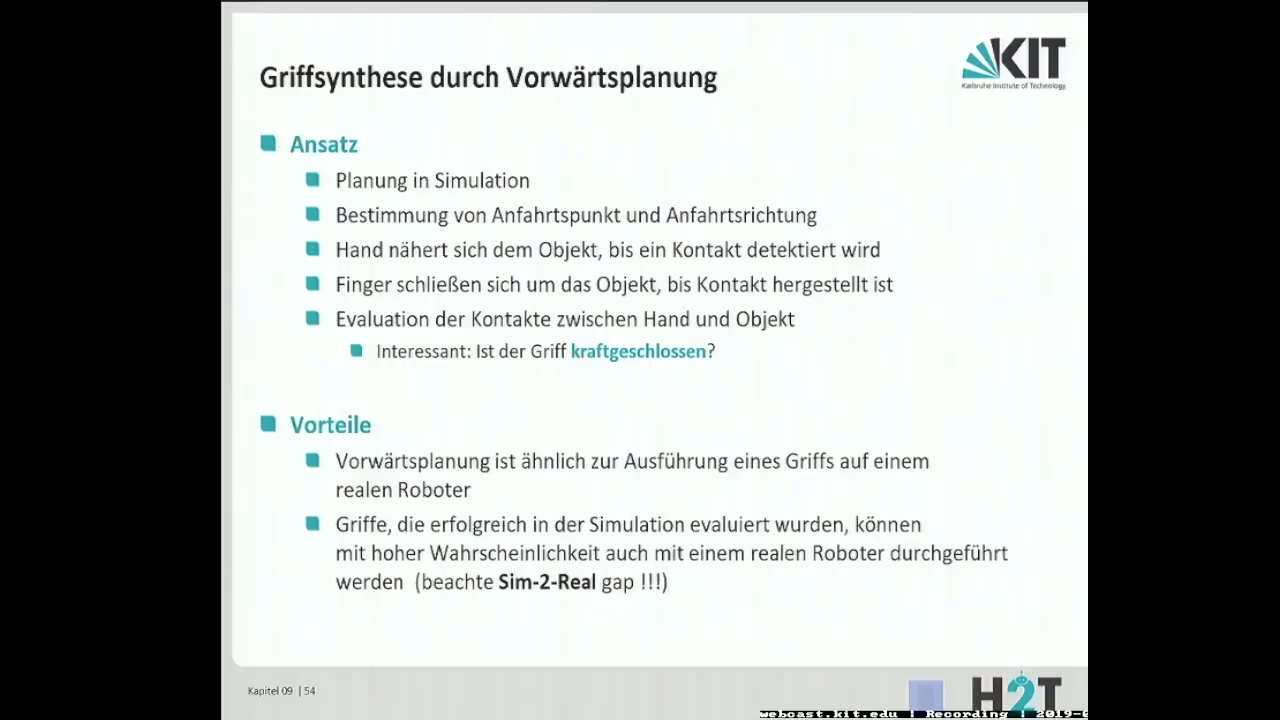 Griffsynthese durch Vorwärtsplanung
KIT
Karlsruhe Institute of Technology
Ansatz
Planung in Simulation
Bestimmung von Anfahrtspunkt und Anfahrtsrichtung
Hand nähert sich dem Objekt, bis ein Kontakt detektiert wird
Finger schließen sich um das Objekt, bis Kontakt hergestellt ist
Evaluation der Kontakte zwischen Hand und Objekt
Interessant: Ist der Griff kraftgeschlossen?
Vorteile
Vorwärtsplanung ist ähnlich zur Ausführung eines Griffs auf einem
realen Roboter
Griffe, die erfolgreich in der Simulation evaluiert wurden, können
mit hoher Wahrscheinlichkeit auch mit einem realen Roboter durchgeführt
werden (beachte Sim-2-Real gap !!!)
Kapitel 09 | 54
H2T
webcast.kit.edu | Recording | 2019-